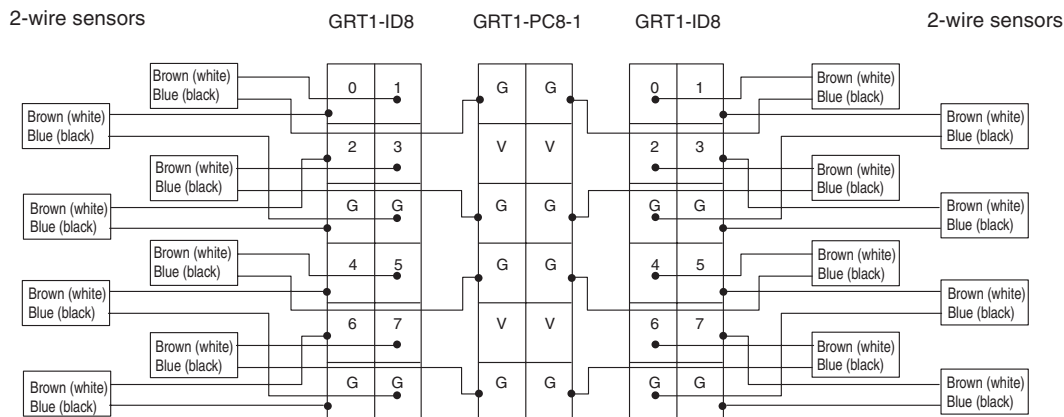 2-wire sensors GRT1-ID8 GRT1-PC8-1 GRT1-ID8 2-wire sensors
Brown (white)
Blue (black)
Brown (white)
Blue (black)
Brown (white)
Blue (black)
Brown (white)
Blue (black)
Brown (white)
Blue (black)
Brown (white)
Blue (black)
Brown (white)
Blue (black)
Brown (white)
Blue (black)
0 1
2 3
G G
4 5
6 7
G G
G G
V V
G G
G G
V V
G G
0 1
2 3
G G
4 5
6 7
G G
Brown (white)
Blue (black)
Brown (white)
Blue (black)
Brown (white)
Blue (black)
Brown (white)
Blue (black)
Brown (white)
Blue (black)
Brown (white)
Blue (black)
Brown (white)
Blue (black)
Brown (white)
Blue (black)